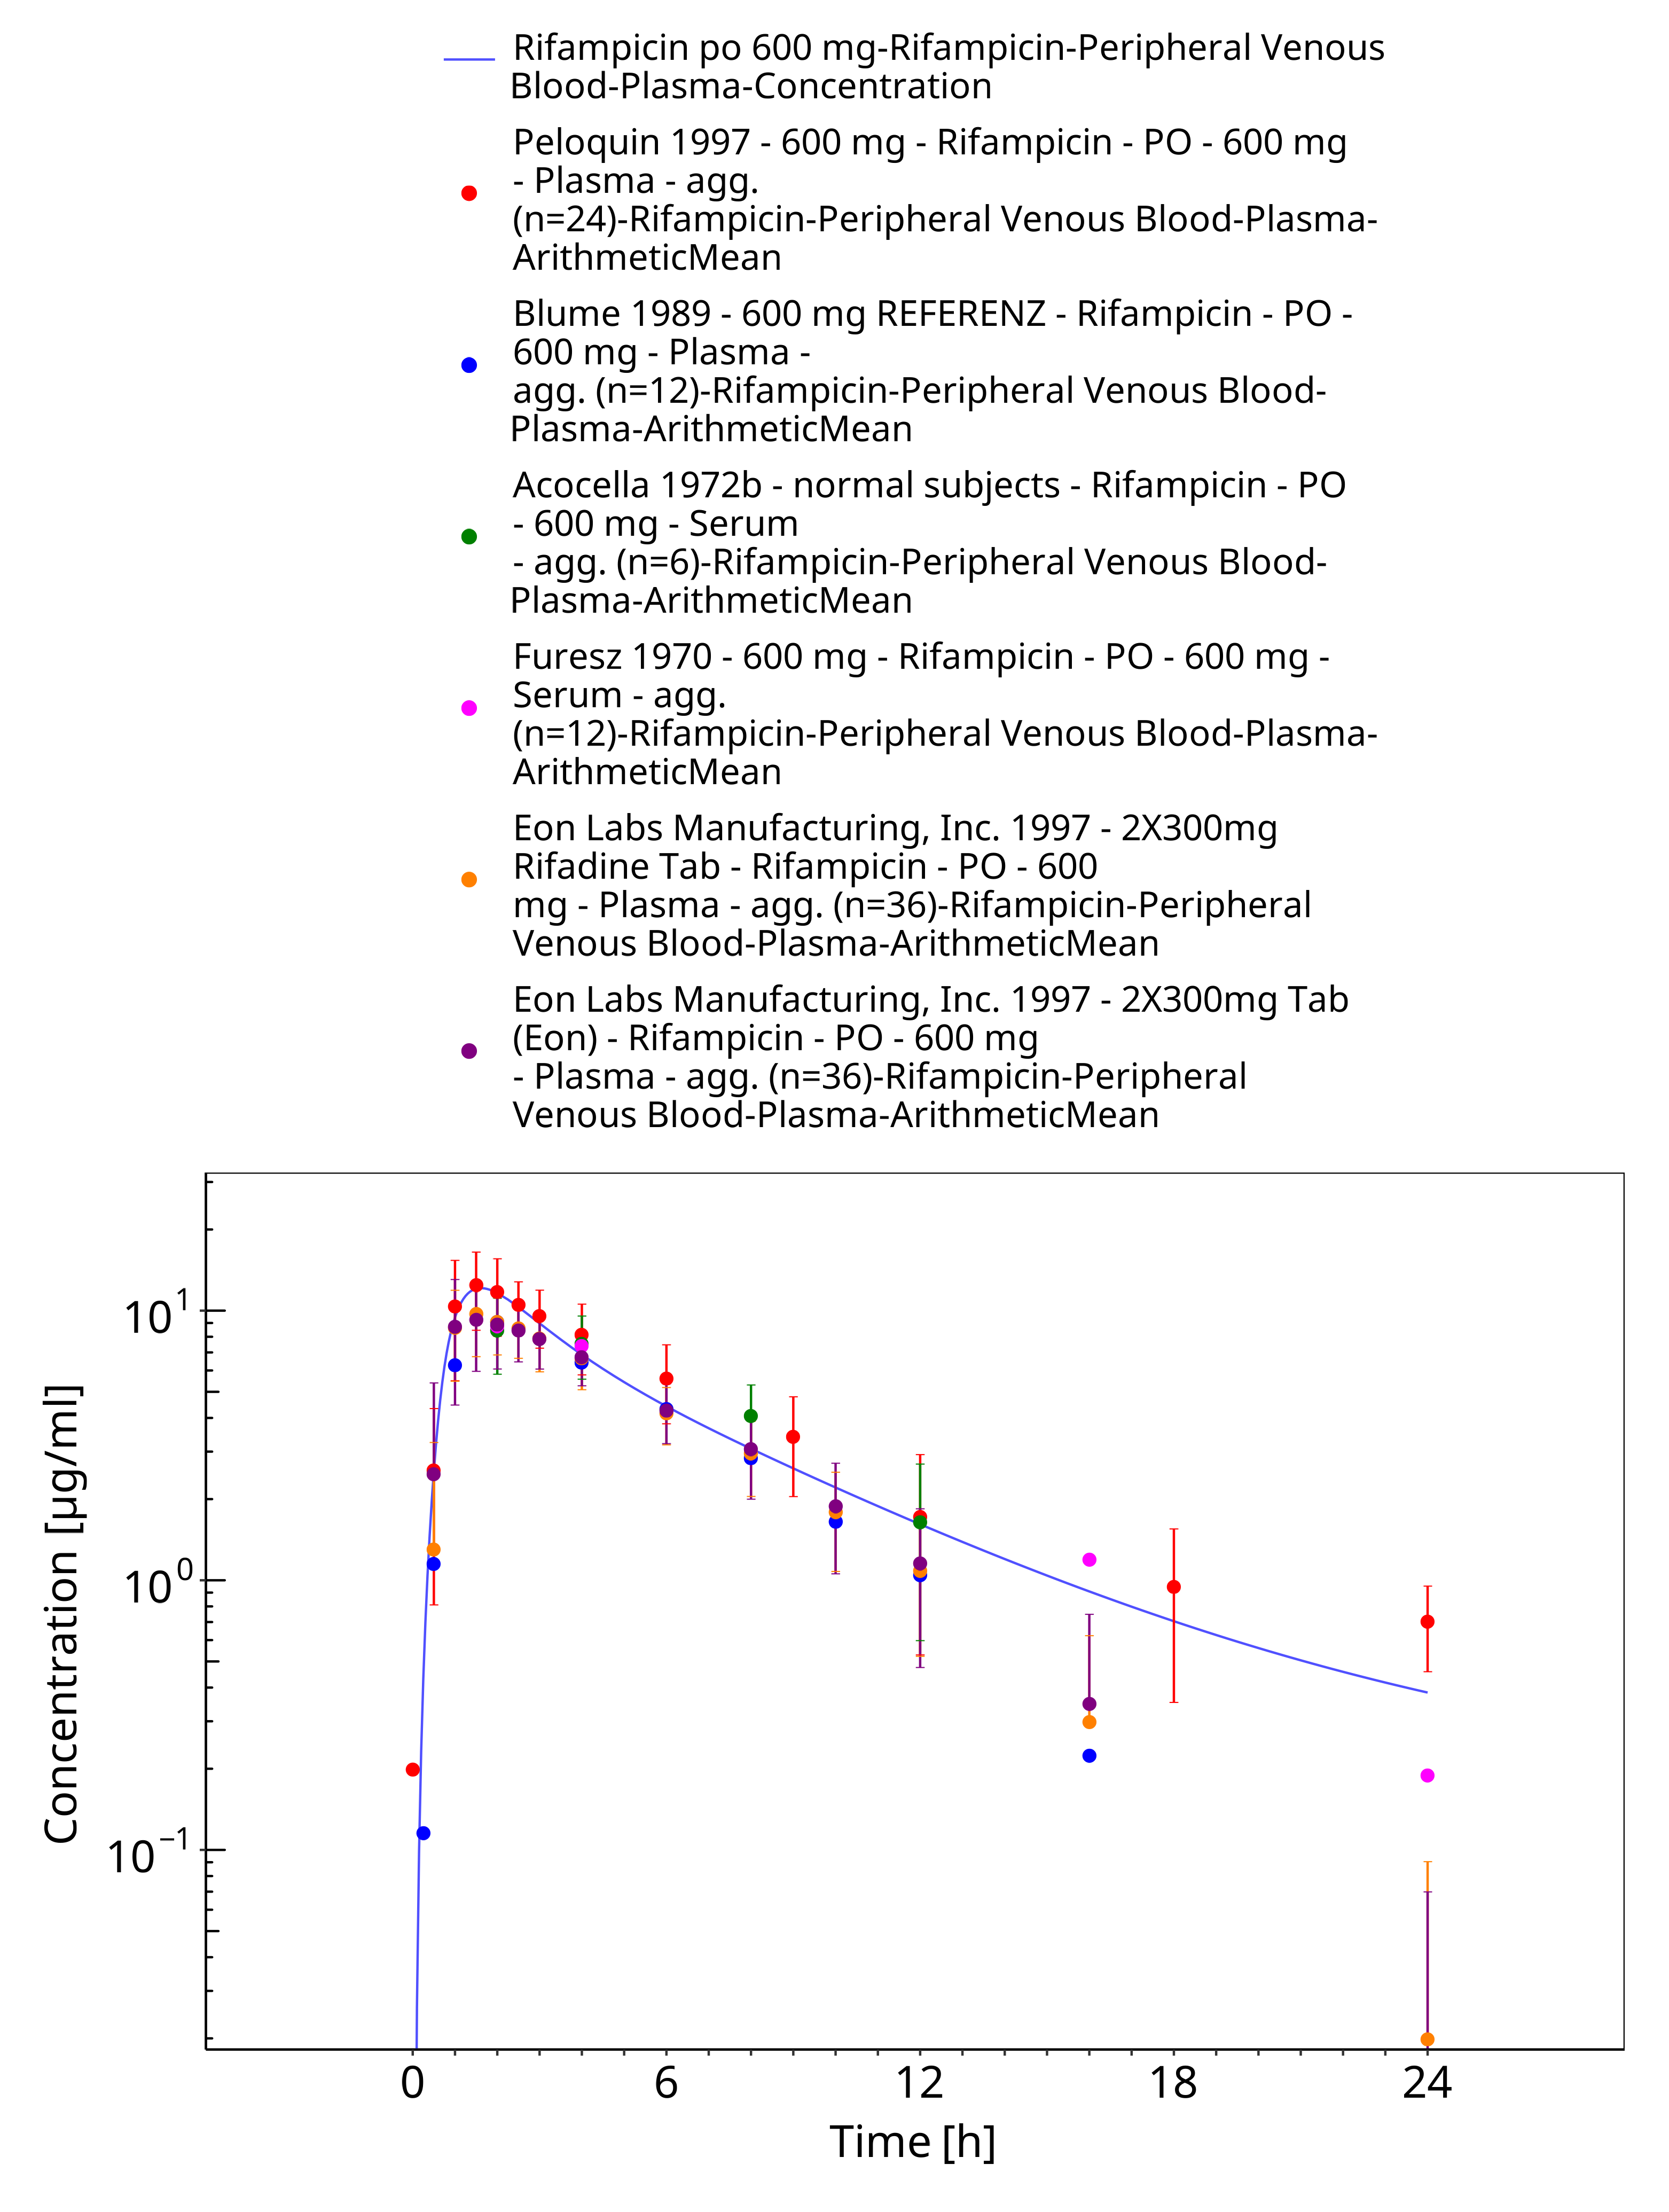 Rifampicin po 600 mg-Rifampicin-Peripheral Venous
Blood-Plasma-Concentration
Peloquin 1997 - 600 mg - Rifampicin - PO - 600 mg
- Plasma - agg.
(n=24)-Rifampicin-Peripheral Venous Blood-Plasma-
ArithmeticMean
Blume 1989 - 600 mg REFERENZ - Rifampicin - PO -
600 mg - Plasma -
agg. (n=12)-Rifampicin-Peripheral Venous Blood-
Plasma-ArithmeticMean
Acocella 1972b - normal subjects - Rifampicin - PO
- 600 mg - Serum
- agg. (n=6)-Rifampicin-Peripheral Venous Blood-
Plasma-ArithmeticMean
Furesz 1970 - 600 mg - Rifampicin - PO - 600 mg -
Serum - agg.
(n=12)-Rifampicin-Peripheral Venous Blood-Plasma-
ArithmeticMean
Eon Labs Manufacturing, Inc. 1997 - 2X300mg
Rifadine Tab - Rifampicin - PO - 600
mg - Plasma - agg. (n=36)-Rifampicin-Peripheral
Venous Blood-Plasma-ArithmeticMean
Eon Labs Manufacturing, Inc. 1997 - 2X300mg Tab
(Eon) - Rifampicin - PO - 600 mg
- Plasma - agg. (n=36)-Rifampicin-Peripheral
Venous Blood-Plasma-ArithmeticMean
Concentration [µg/ml]
10¹
10⁰
10⁻¹
0 6 12 18 24
Time [h]